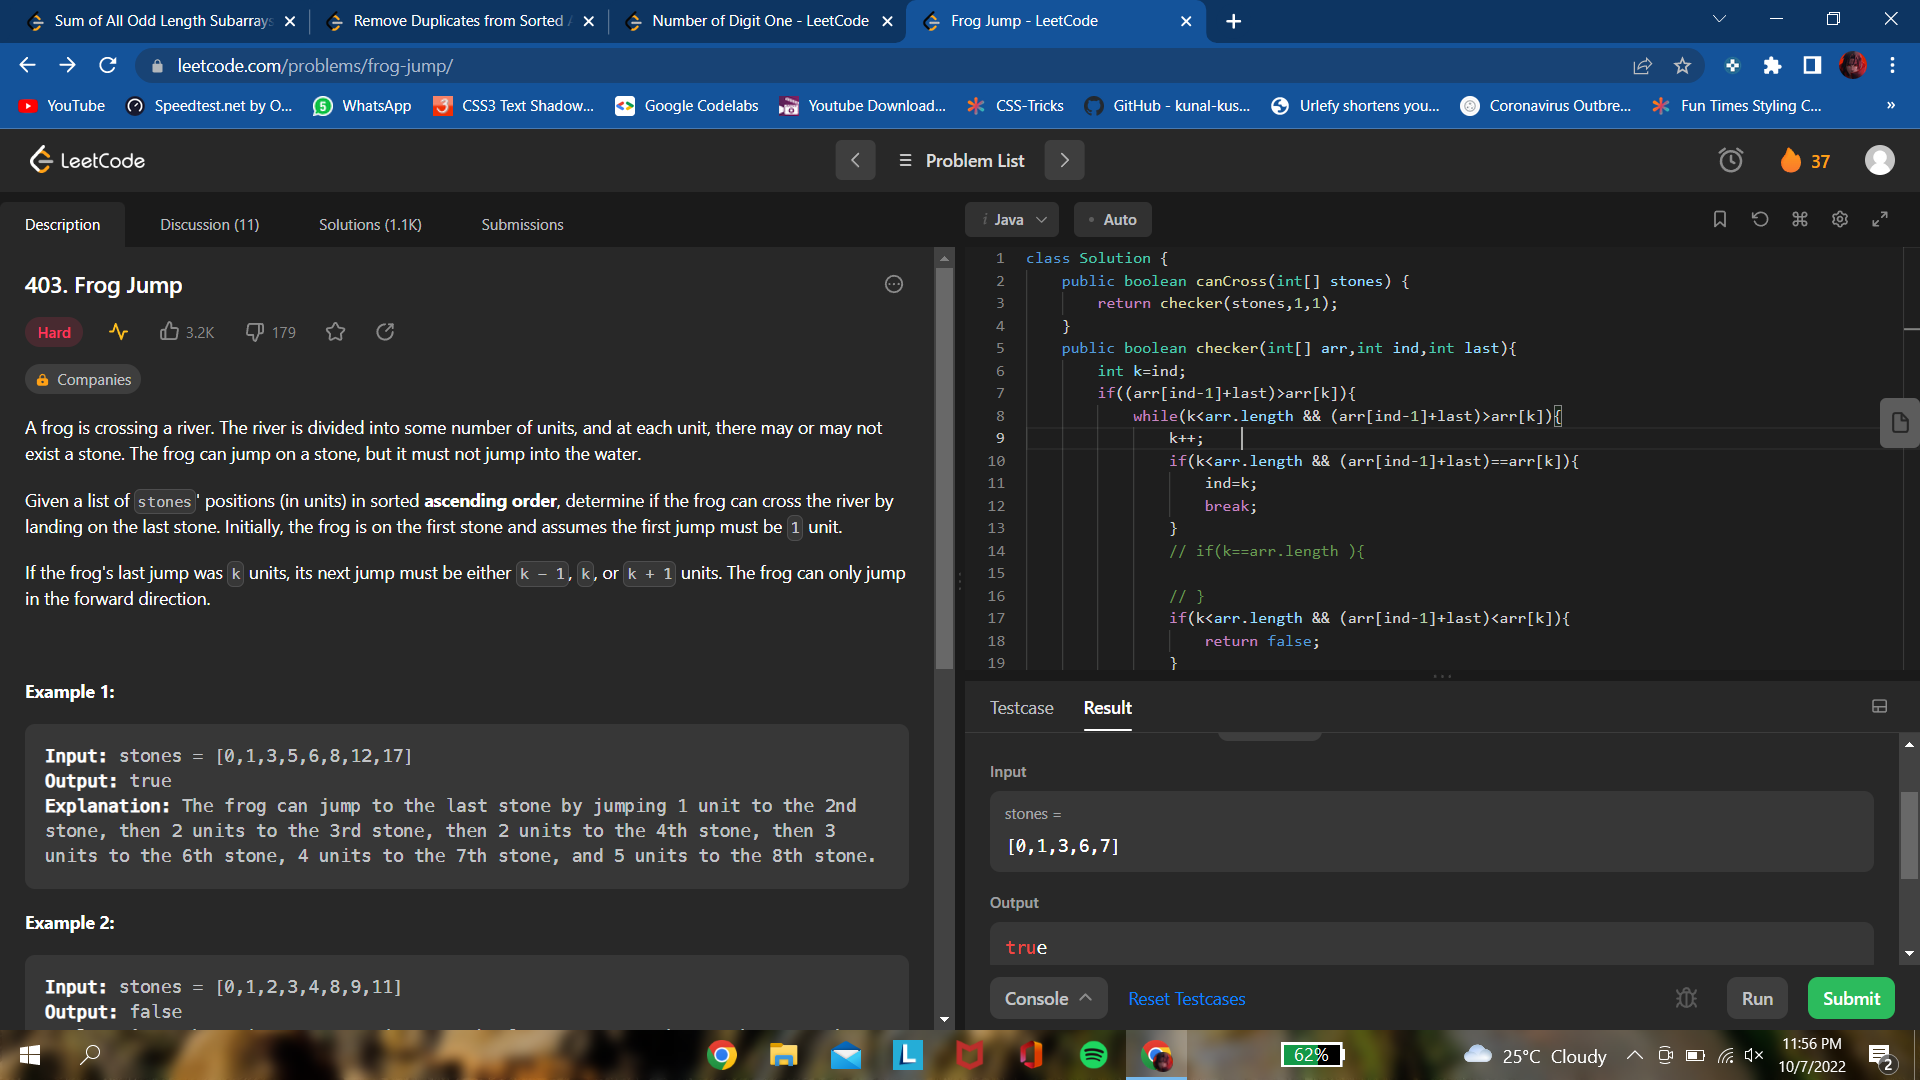 Sum of All Odd Length Subarrays
Remove Duplicates from Sorted A
Number of Digit One - LeetCode
Frog Jump - LeetCode
leetcode.com/problems/frog-jump/
YouTube
Speedtest.net by O...
WhatsApp
CSS3 Text Shadow...
Google Codelabs
Youtube Download...
CSS-Tricks
GitHub - kunal-kus...
Urlefy shortens you...
Coronavirus Outbre...
Fun Times Styling C...
»
LeetCode
Problem List
37
Description
Discussion (11)
Solutions (1.1K)
Submissions
403. Frog Jump
Hard
3.2K
179
Companies
A frog is crossing a river. The river is divided into some number of units, and at each unit, there may or may not
exist a stone. The frog can jump on a stone, but it must not jump into the water.
Given a list of stones' positions (in units) in sorted ascending order, determine if the frog can cross the river by
landing on the last stone. Initially, the frog is on the first stone and assumes the first jump must be 1 unit.
If the frog's last jump was k units, its next jump must be either k - 1, k, or k + 1 units. The frog can only jump
in the forward direction.
Example 1:
Input: stones = [0,1,3,5,6,8,12,17]
Output: true
Explanation: The frog can jump to the last stone by jumping 1 unit to the 2nd
stone, then 2 units to the 3rd stone, then 2 units to the 4th stone, then 3
units to the 6th stone, 4 units to the 7th stone, and 5 units to the 8th stone.
Example 2:
Input: stones = [0,1,2,3,4,8,9,11]
Output: false
i Java
• Auto
1 class Solution {
2 public boolean canCross(int[] stones) {
3 return checker(stones,1,1);
4 }
5 public boolean checker(int[] arr,int ind,int last){
6 int k=ind;
7 if((arr[ind-1]+last)>arr[k]){
8 while(k<arr.length && (arr[ind-1]+last)>arr[k]){
9 k++;
10 if(k<arr.length && (arr[ind-1]+last)==arr[k]){
11 ind=k;
12 break;
13 }
14 // if(k==arr.length ){
15
16 // }
17 if(k<arr.length && (arr[ind-1]+last)<arr[k]){
18 return false;
19 }
Testcase
Result
Input
stones =
[0,1,3,6,7]
Output
true
Console
Reset Testcases
Run
Submit
62%
25°C Cloudy
11:56 PM
10/7/2022
2